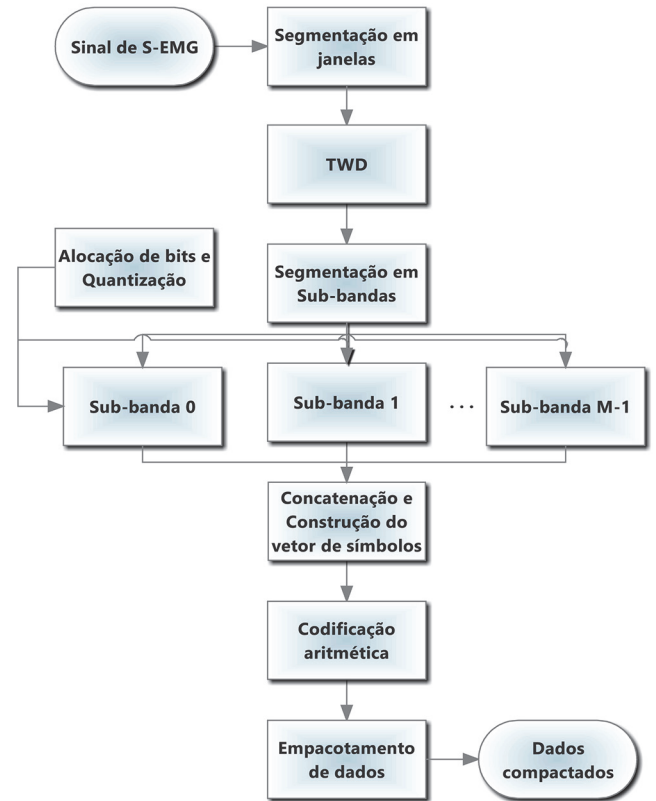 Sinal de S-EMG
Segmentação em
janelas
TWD
Alocação de bits e
Quantização
Segmentação em
Sub-bandas
Sub-banda 0
Sub-banda 1
...
Sub-banda M-1
Concatenação e
Construção do
vetor de símbolos
Codificação
aritmética
Empacotamento
de dados
Dados
compactados